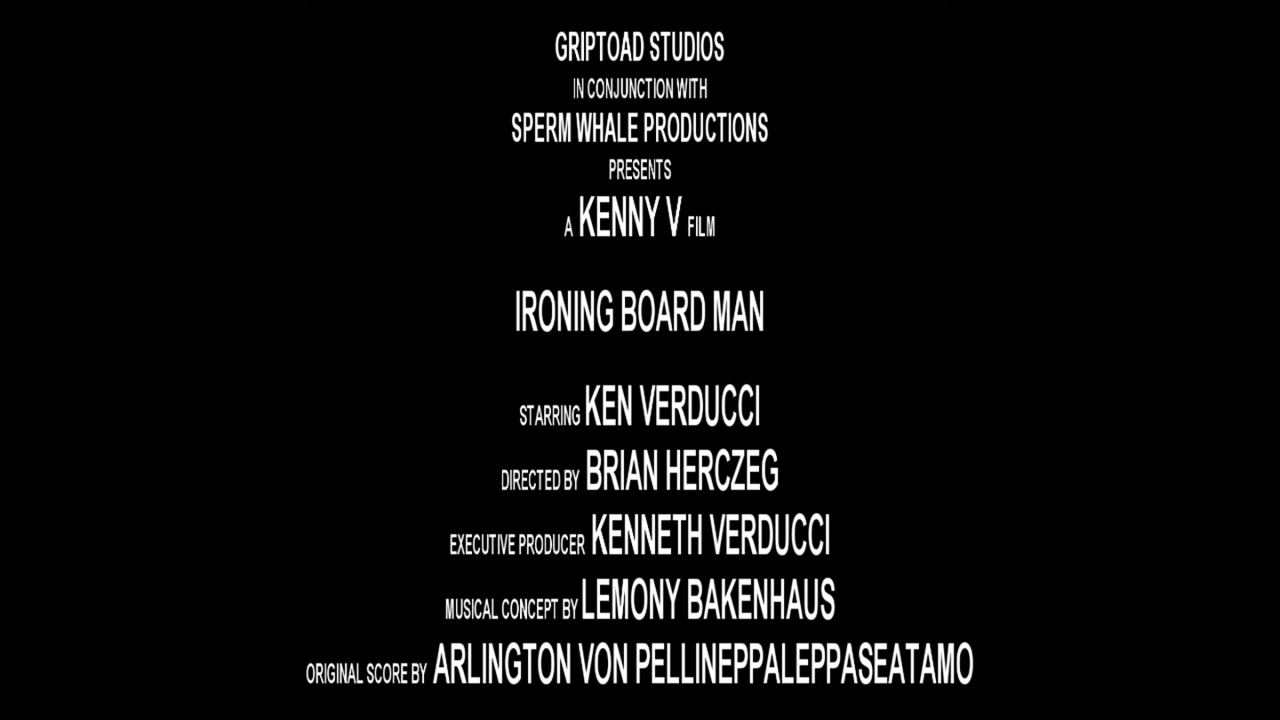 GRIPTOAD STUDIOS
IN CONJUNCTION WITH
SPERM WHALE PRODUCTIONS
PRESENTS
A KENNY V FILM
IRONING BOARD MAN
STARRING KEN VERDUCCI
DIRECTED BY BRIAN HERCZEG
EXECUTIVE PRODUCER KENNETH VERDUCCI
MUSICAL CONCEPT BY LEMONY BAKENHAUS
ORIGINAL SCORE BY ARLINGTON VON PELLINEPPALEPPASEATAMO